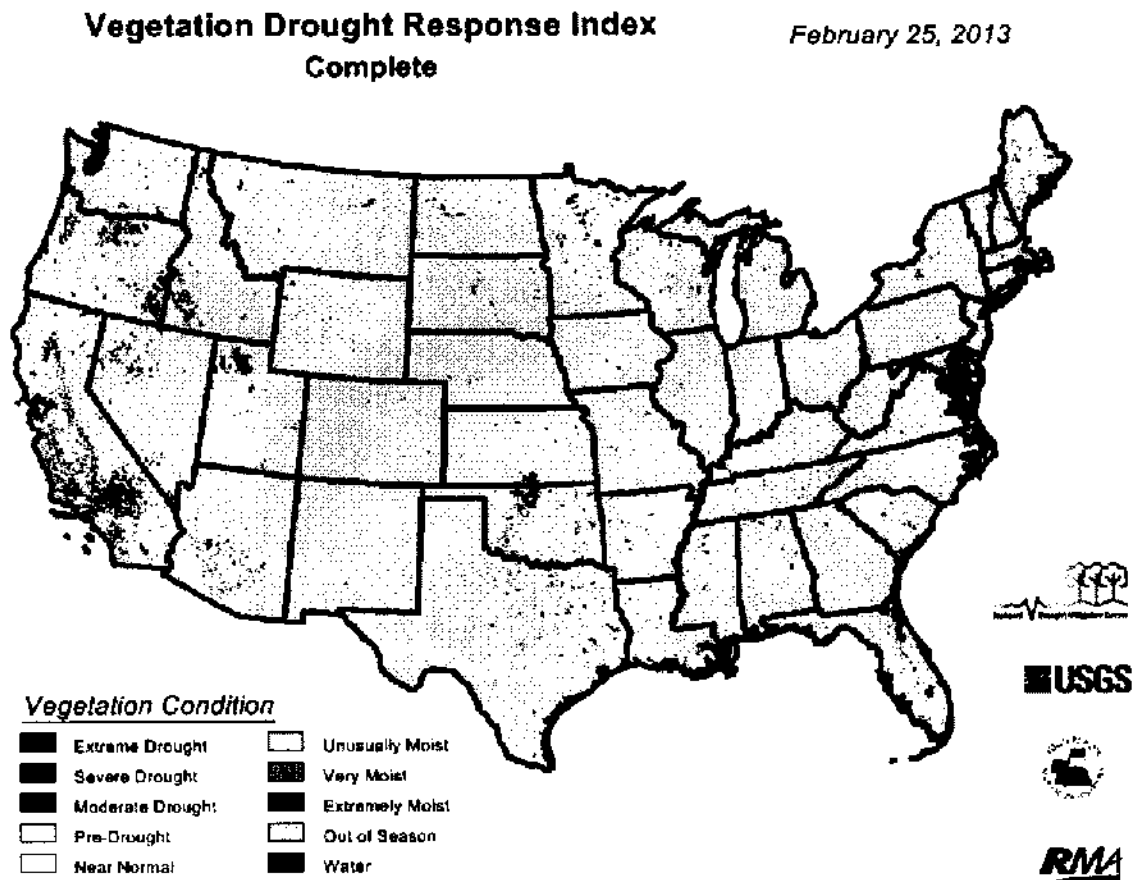 Vegetation Drought Response Index
Complete
February 25, 2013
USGS
Vegetation Condition
Extreme Drought
Severe Drought
Moderate Drought
Pre-Drought
Near Normal
Unusually Moist
Very Moist
Extremely Moist
Out of Season
Water
RMA